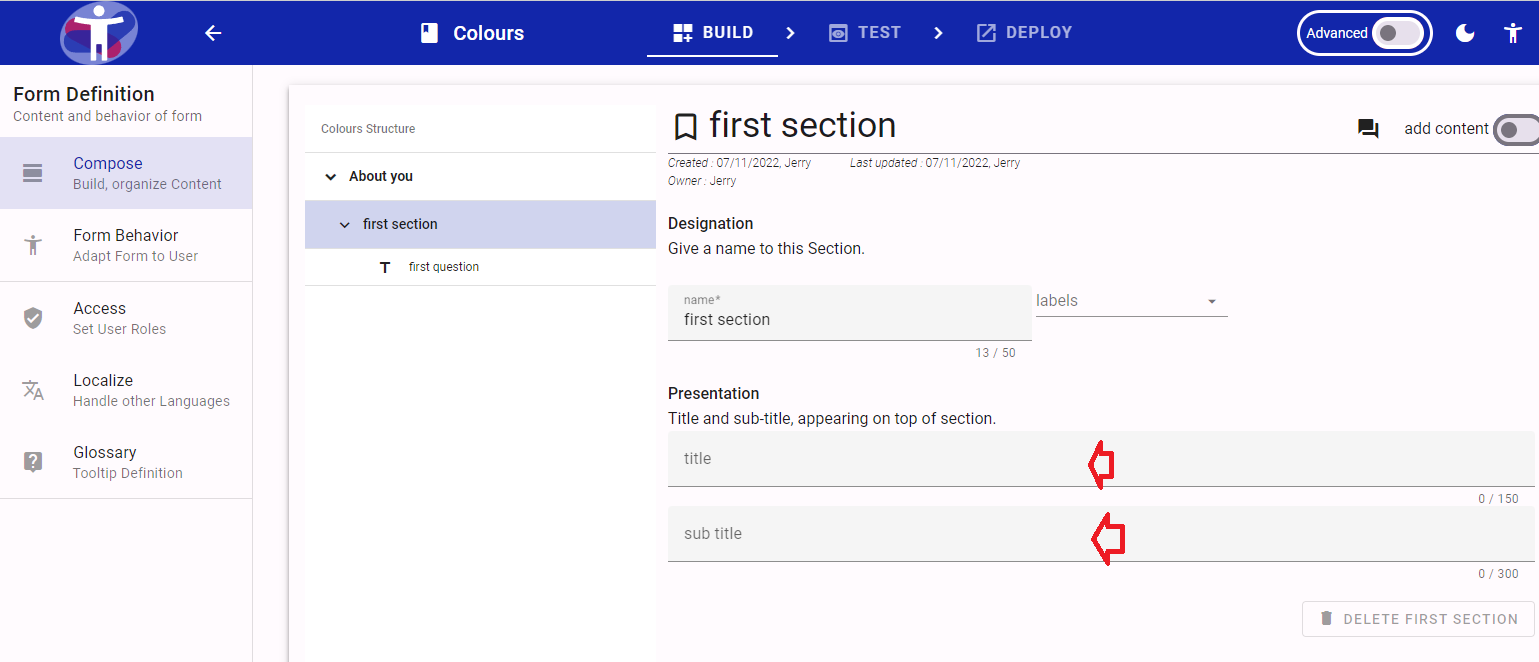 Colours
BUILD
TEST
DEPLOY
Advanced
Form Definition
Content and behavior of form
Compose
Build, organize Content
Form Behavior
Adapt Form to User
Access
Set User Roles
Localize
Handle other Languages
Glossary
Tooltip Definition
Colours Structure
About you
first section
T first question
first section
add content
Created : 07/11/2022, Jerry Last updated : 07/11/2022, Jerry
Owner : Jerry
Designation
Give a name to this Section.
name*
first section
labels
13 / 50
Presentation
Title and sub-title, appearing on top of section.
title
0 / 150
sub title
0 / 300
DELETE FIRST SECTION